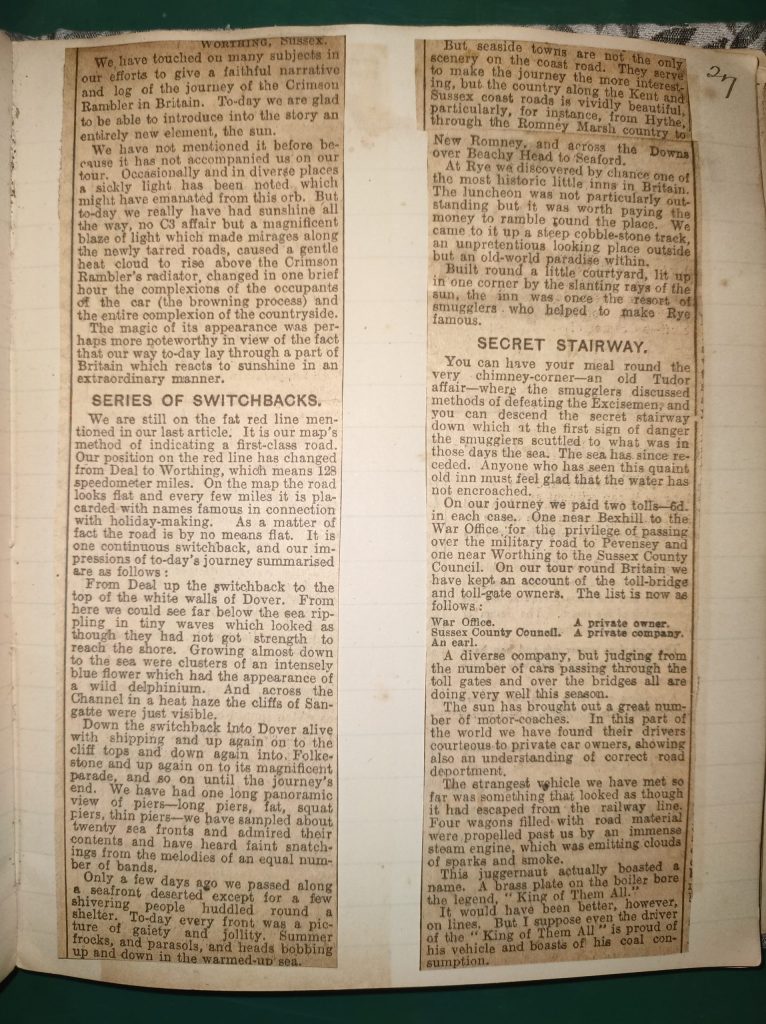 WORTHING, Sussex.
We have touched on many subjects in
our efforts to give a faithful narrative
and log of the journey of the Crimson
Rambler in Britain. To-day we are glad
to be able to introduce into the story an
entirely new element, the sun.
We have not mentioned it before be-
cause it has not accompanied us on our
tour. Occasionally and in diverse places
a sickly light has been noted which
might have emanated from this orb. But
to-day we really have had sunshine all
the way, no C3 affair but a magnificent
blaze of light which made mirages along
the newly tarred roads, caused a gentle
heat cloud to rise above the Crimson
Rambler's radiator, changed in one brief
hour the complexions of the occupants
of the car (the browning process) and
the entire complexion of the countryside.
The magic of its appearance was per-
haps more noteworthy in view of the fact
that our way to-day lay through a part of
Britain which reacts to sunshine in an
extraordinary manner.
SERIES OF SWITCHBACKS.
We are still on the fat red line men-
tioned in our last article. It is our map's
method of indicating a first-class road.
Our position on the red line has changed
from Deal to Worthing, which means 128
speedometer miles. On the map the road
looks flat and every few miles it is pla-
carded with names famous in connection
with holiday-making. As a matter of
fact the road is by no means flat. It is
one continuous switchback, and our im-
pressions of to-day's journey summarised
are as follows:
From Deal up the switchback to the
top of the white walls of Dover. From
here we could see far below the sea rip-
pling in tiny waves which looked as
though they had not got strength to
reach the shore. Growing almost down
to the sea were clusters of an intensely
blue flower which had the appearance of
a wild delphinium. And across the
Channel in a heat haze the cliffs of San-
gatte were just visible.
Down the switchback into Dover alive
with shipping and up again on to the
cliff tops and down again into Folke-
stone and up again on to its magnificent
parade, and so on until the journey's
end. We have had one long panoramic
view of piers—long piers, fat, squat
piers, thin piers—we have sampled about
twenty sea fronts and admired their
contents and have heard faint snatch-
ings from the melodies of an equal num-
ber of bands.
Only a few days ago we passed along
a seafront deserted except for a few
shivering people huddled round a
shelter. To-day every front was a pic-
ture of gaiety and jollity. Summer
frocks, and parasols, and heads bobbing
up and down in the warmed-up sea.
27
But seaside towns are not the only
scenery on the coast road. They serve
to make the journey the more interest-
ing, but the country along the Kent and
Sussex coast roads is vividly beautiful,
particularly, for instance, from Hythe,
through the Romney Marsh country to
New Romney, and across the Downs
over Beachy Head to Seaford.
At Rye we discovered by chance one of
the most historic little inns in Britain.
The luncheon was not particularly out-
standing but it was worth paying the
money to ramble round the place. We
came to it up a steep cobble-stone track,
an unpretentious looking place outside
but an old-world paradise within.
Built round a little courtyard, lit up
in one corner by the slanting rays of the
sun, the inn was once the resort of
smugglers who helped to make Rye
famous.
SECRET STAIRWAY.
You can have your meal round the
very chimney-corner—an old Tudor
affair—where the smugglers discussed
methods of defeating the Excisemen, and
you can descend the secret stairway
down which at the first sign of danger
the smugglers scuttled to what was in
those days the sea. The sea has since re-
ceded. Anyone who has seen this quaint
old inn must feel glad that the water has
not encroached.
On our journey we paid two tolls—6d.
in each case. One near Bexhill to the
War Office for the privilege of passing
over the military road to Pevensey and
one near Worthing to the Sussex County
Council. On our tour round Britain we
have kept an account of the toll-bridge
and toll-gate owners. The list is now as
follows:
War Office. A private owner.
Sussex County Council. A private company.
An earl.
A diverse company, but judging from
the number of cars passing through the
toll gates and over the bridges all are
doing very well this season.
The sun has brought out a great num-
ber of motor-coaches. In this part of
the world we have found their drivers
courteous to private car owners, showing
also an understanding of correct road
deportment.
The strangest vehicle we have met so
far was something that looked as though
it had escaped from the railway line.
Four wagons filled with road material
were propelled past us by an immense
steam engine, which was emitting clouds
of sparks and smoke.
This juggernaut actually boasted a
name. A brass plate on the boiler bore
the legend, "King of Them All."
It would have been better, however,
on lines. But I suppose even the driver
of the "King of Them All" is proud of
his vehicle and boasts of his coal con-
sumption.